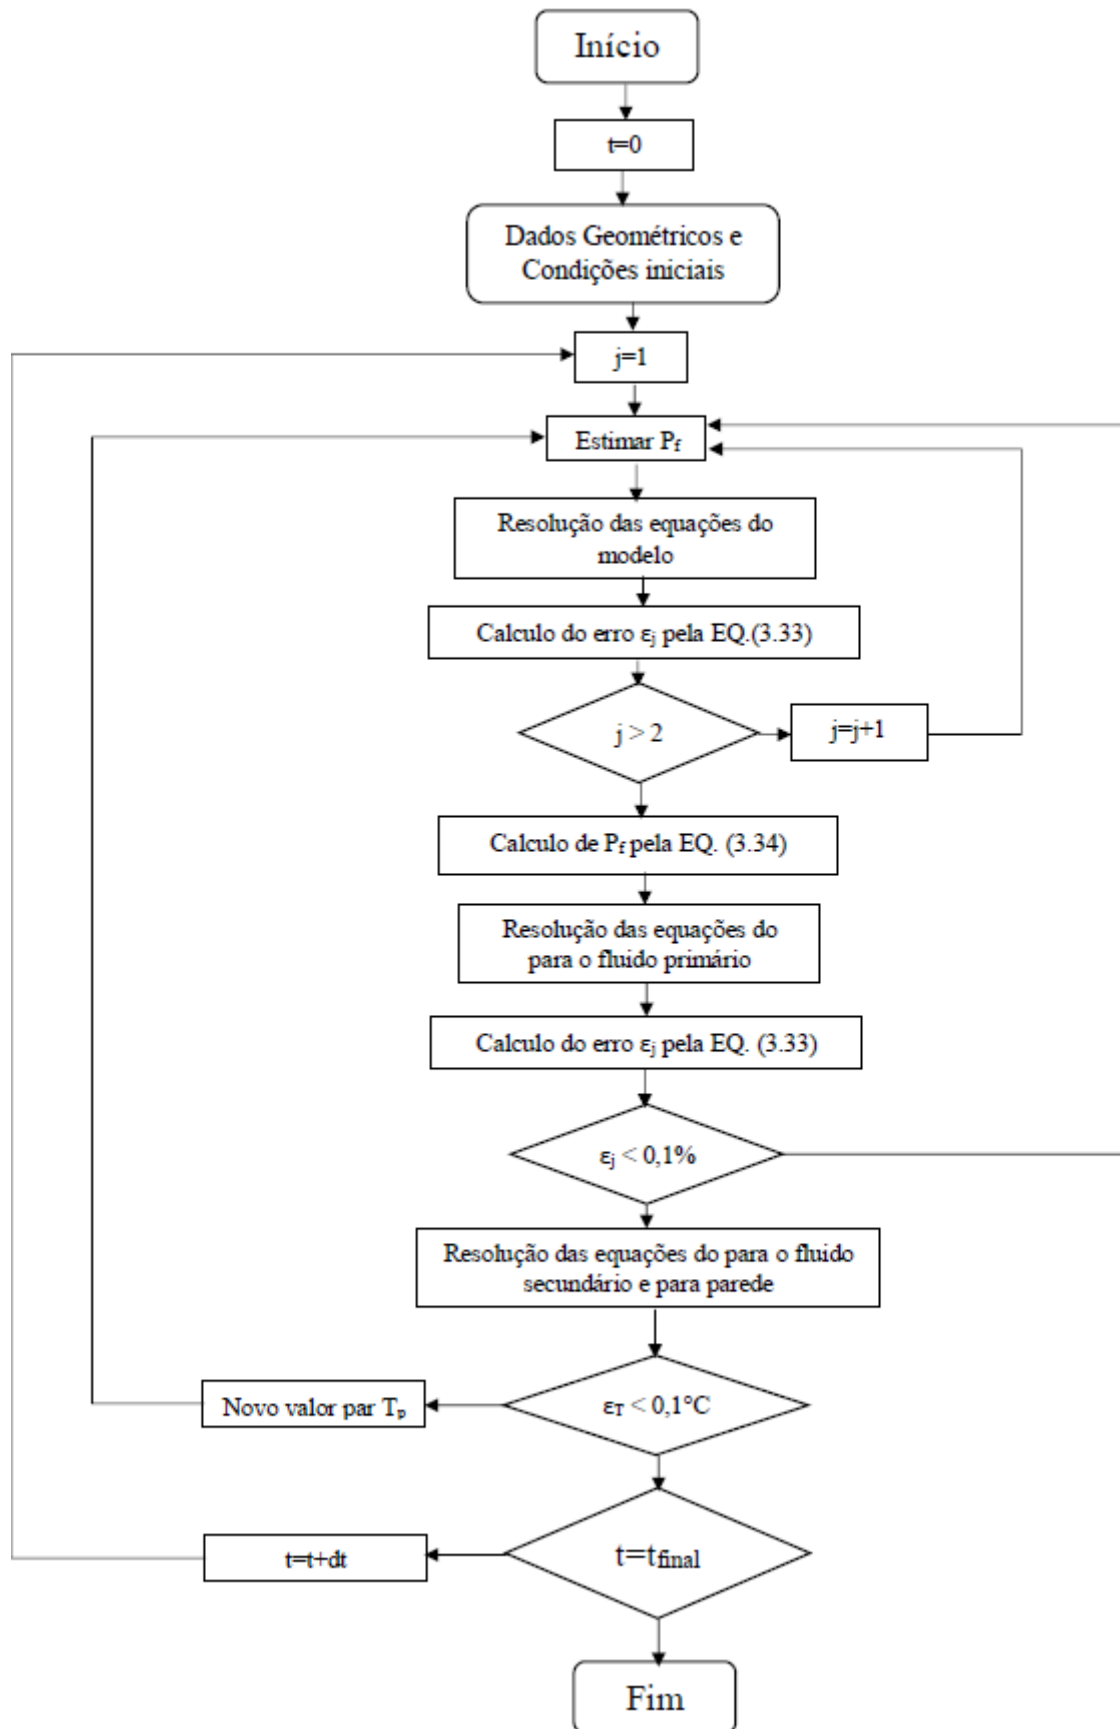 Início
t=0
Dados Geométricos e
Condições iniciais
j=1
Estimar Pf
Resolução das equações do
modelo
Calculo do erro εj pela EQ.(3.33)
j > 2
j=j+1
Calculo de Pf pela EQ. (3.34)
Resolução das equações do
para o fluido primário
Calculo do erro εj pela EQ. (3.33)
εj < 0,1%
Resolução das equações do para o fluido
secundário e para parede
Novo valor par Tp
εT < 0,1°C
t=t+dt
t=tfinal
Fim